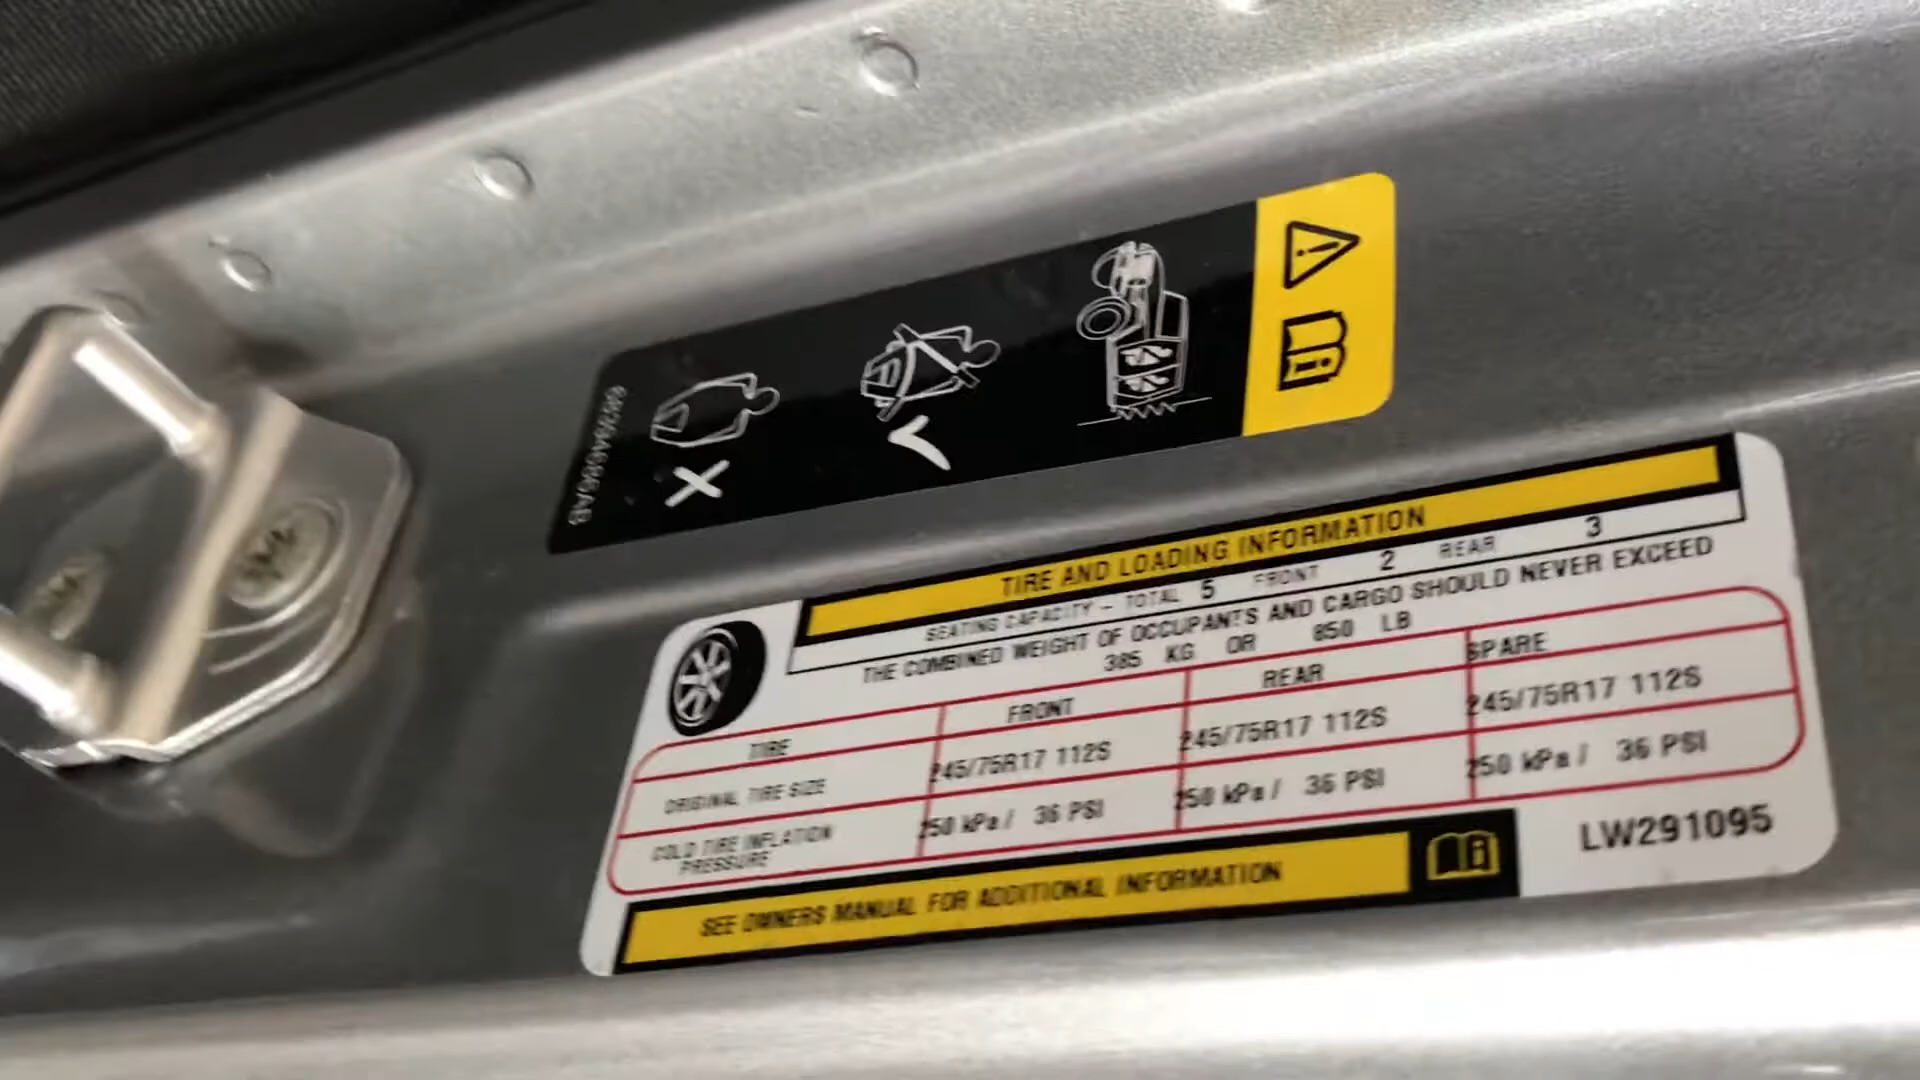 TIRE AND LOADING INFORMATION
SEATING CAPACITY - TOTAL 5 FRONT 2 REAR 3
THE COMBINED WEIGHT OF OCCUPANTS AND CARGO SHOULD NEVER EXCEED
385 KG OR 850 LB
TIRE FRONT REAR SPARE
ORIGINAL TIRE SIZE 245/75R17 112S 245/75R17 112S 245/75R17 112S
COLD TIRE INFLATION PRESSURE 250 kPa / 36 PSI 250 kPa / 36 PSI 250 kPa / 36 PSI
SEE OWNERS MANUAL FOR ADDITIONAL INFORMATION
LW291095